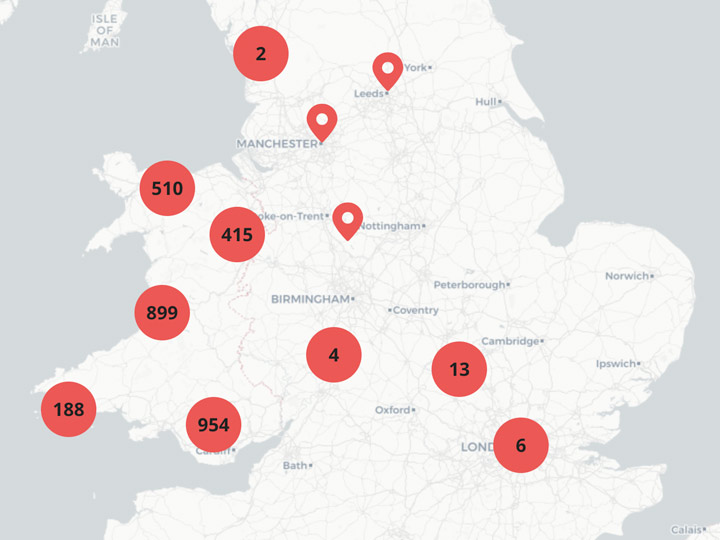 ISLE
OF
MAN
2
York
Leeds
Hull
MANCHESTER
510
oke-on-Trent
Nottingham
415
Norwich
Peterborough
BIRMINGHAM
899
Coventry
Cambridge
4
Ipswich
13
188
Oxford
954
6
LOND
Cardiff
Bath
Calais